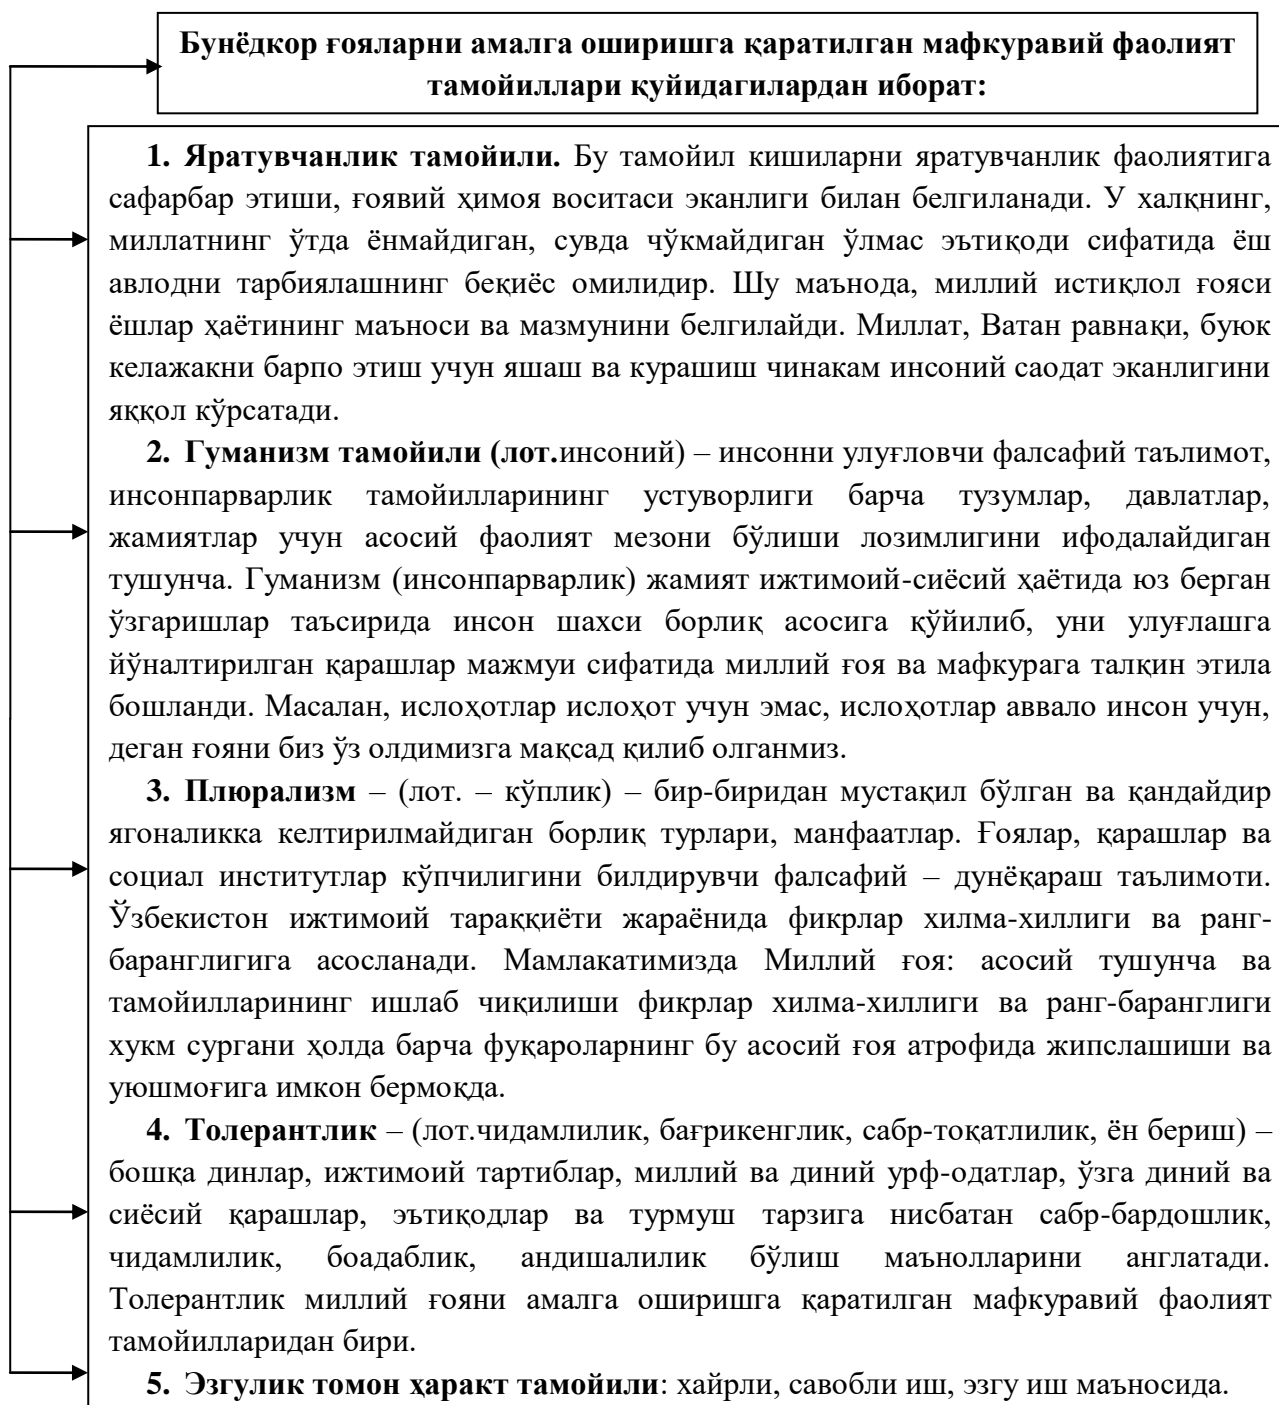 Бунёдкор ғояларни амалга оширишга қаратилган мафкуравий фаолият
тамойиллари қуйидагилардан иборат:
1. Яратувчанлик тамойили. Бу тамойил кишиларни яратувчанлик фаолиятига
сафарбар этиши, ғоявий ҳимоя воситаси эканлиги билан белгиланади. У халқнинг,
миллатнинг ўтда ёнмайдиган, сувда чўкмайдиган ўлмас эътиқоди сифатида ёш
авлодни тарбиялашнинг беқиёс омилидир. Шу маънода, миллий истиқлол ғояси
ёшлар ҳаётининг маъноси ва мазмунини белгилайди. Миллат, Ватан равнақи, буюк
келажакни барпо этиш учун яшаш ва курашиш чинакам инсоний саодат эканлигини
яққол кўрсатади.
2. Гуманизм тамойили (лот.инсоний) – инсонни улуғловчи фалсафий таълимот,
инсонпарварлик тамойилларининг устуворлиги барча тузумлар, давлатлар,
жамиятлар учун асосий фаолият мезони бўлиши лозимлигини ифодалайдиган
тушунча. Гуманизм (инсонпарварлик) жамият ижтимоий-сиёсий ҳаётида юз берган
ўзгаришлар таъсирида инсон шахси борлиқ асосига қўйилиб, уни улуғлашга
йўналтирилган қарашлар мажмуи сифатида миллий ғоя ва мафкурага талқин этила
бошланди. Масалан, ислоҳотлар ислоҳот учун эмас, ислоҳотлар аввало инсон учун,
деган ғояни биз ўз олдимизга мақсад қилиб олганмиз.
3. Плюрализм – (лот. – кўплик) – бир-биридан мустақил бўлган ва қандайдир
ягоналикка келтирилмайдиган борлиқ турлари, манфаатлар. Ғоялар, қарашлар ва
социал институтлар кўпчилигини билдирувчи фалсафий – дунёқараш таълимоти.
Ўзбекистон ижтимоий тараққиёти жараёнида фикрлар хилма-хиллиги ва ранг-
баранглигига асосланади. Мамлакатимизда Миллий ғоя: асосий тушунча ва
тамойилларининг ишлаб чиқилиши фикрлар хилма-хиллиги ва ранг-баранглиги
хукм сургани ҳолда барча фуқароларнинг бу асосий ғоя атрофида жипслашиши ва
уюшмоғига имкон бермоқда.
4. Толерантлик – (лот.чидамлилик, бағрикенглик, сабр-тоқатлилик, ён бериш) –
бошқа динлар, ижтимоий тартиблар, миллий ва диний урф-одатлар, ўзга диний ва
сиёсий қарашлар, эътиқодлар ва турмуш тарзига нисбатан сабр-бардошлик,
чидамлилик, боадаблик, андишалилик бўлиш маънолларини англатади.
Толерантлик миллий ғояни амалга оширишга қаратилган мафкуравий фаолият
тамойилларидан бири.
5. Эзгулик томон ҳаракт тамойили: хайрли, савобли иш, эзгу иш маъносида.